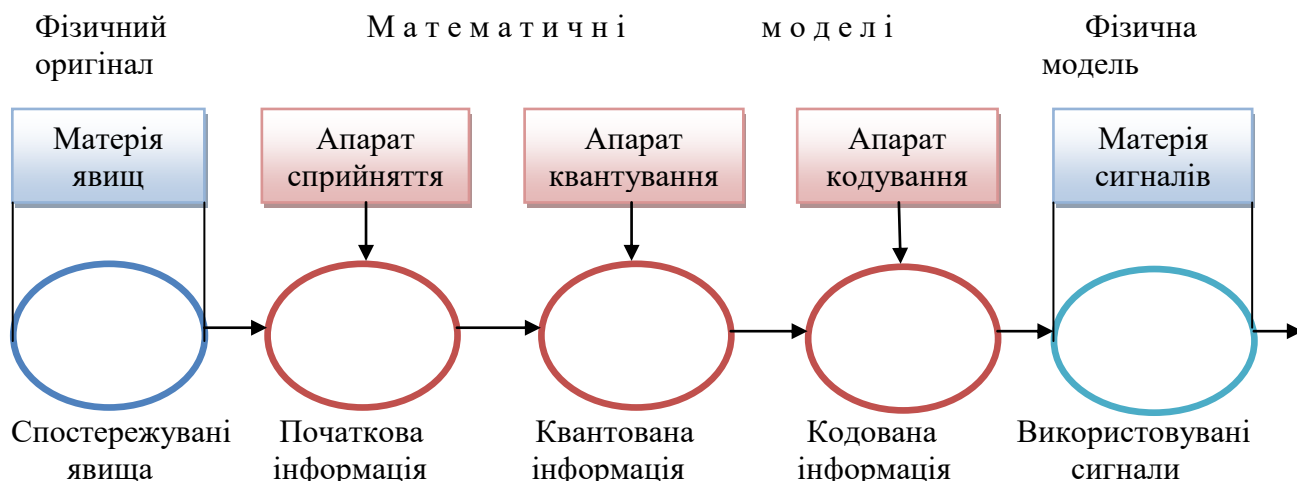 Фізичний М а т е м а т и ч н і м о д е л і Фізична
оригінал модель
Матерія
явищ
Апарат
сприйняття
Апарат
квантування
Апарат
кодування
Матерія
сигналів
Спостережувані
явища
Початкова
інформація
Квантована
інформація
Кодована
інформація
Використовувані
сигнали